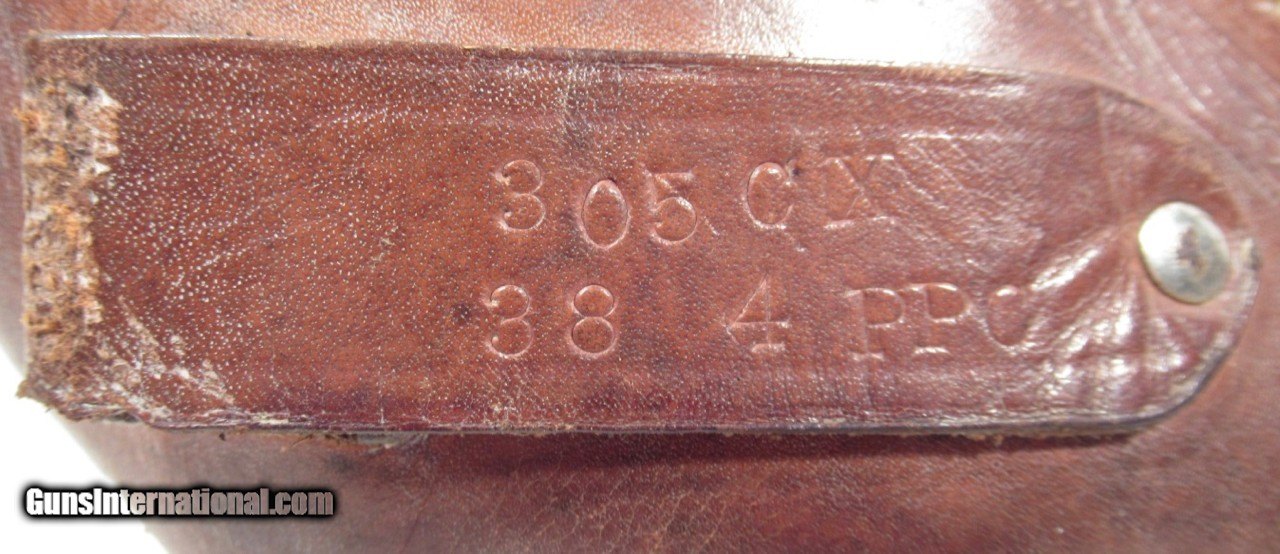 305 CX
38 4 PPC
GunsInternational.com